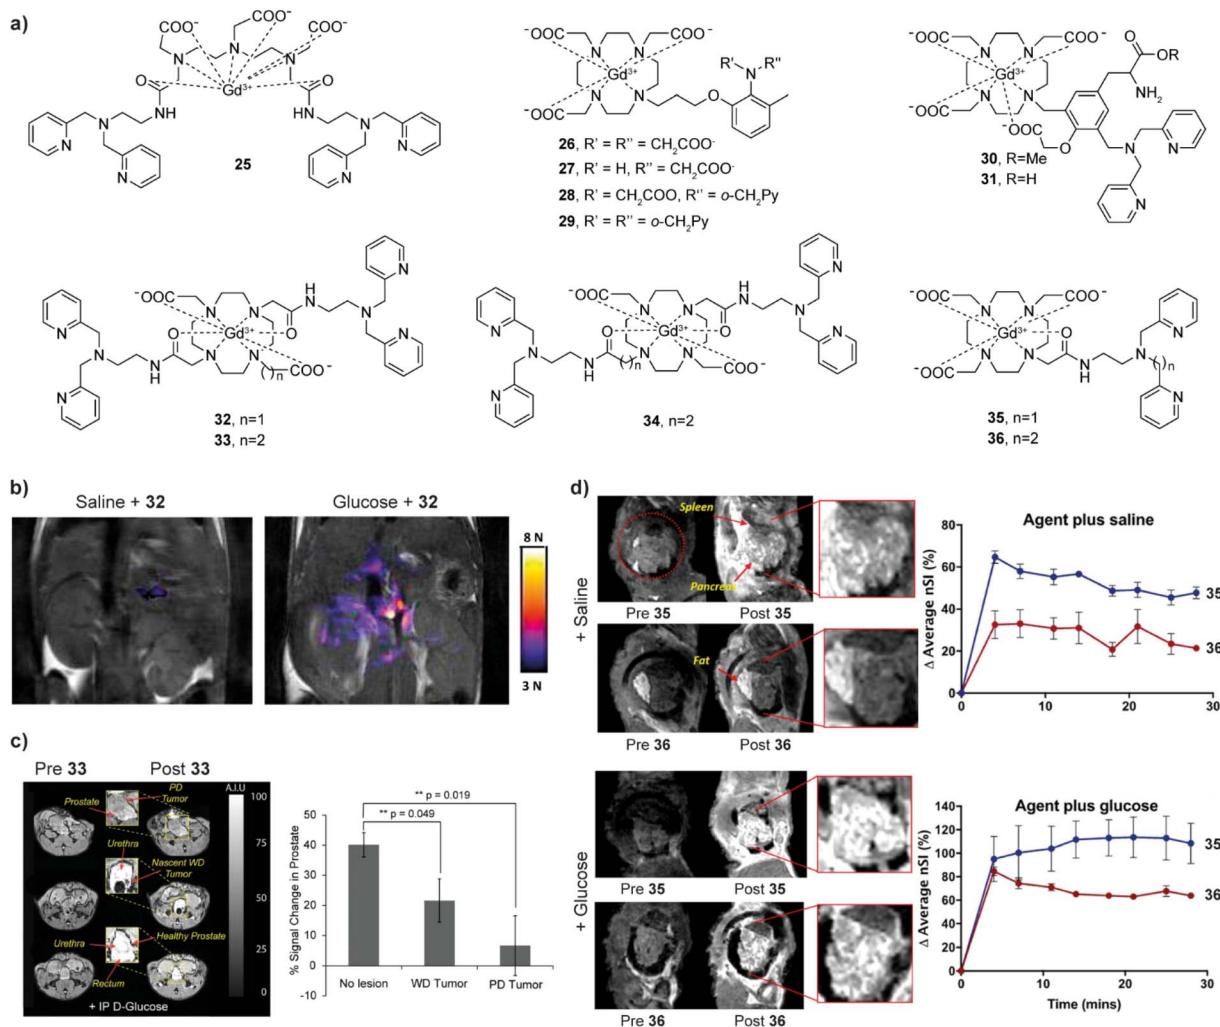 a)
COO⁻
COO⁻
COO⁻
N
N
N
O
Gd³⁺
O
NH
HN
N
N
N
N
N
N
25
⁻OOC
COO⁻
N
N
R' R''
Gd³⁺
N
⁻OOC
N
N
O
26, R' = R'' = CH₂COO⁻
27, R' = H, R'' = CH₂COO⁻
28, R' = CH₂COO, R'' = o-CH₂Py
29, R' = R'' = o-CH₂Py
⁻OOC
COO⁻
O
OR
N
N
Gd³⁺
NH₂
⁻OOC
N
N
⁻OOC
O
N
N
N
30, R=Me
31, R=H
⁻OOC
N
N
O
H
N
N
N
N
Gd³⁺
O
O
N
N
H
N
N
N
( )n
COO⁻
N
32, n=1
33, n=2
⁻OOC
N
N
O
H
N
N
N
N
Gd³⁺
O
O
N
N
H
( )n
N
N
N
COO⁻
N
34, n=2
⁻OOC
COO⁻
N
N
Gd³⁺
O
N
⁻OOC
N
N
N
H
N
( )n
N
35, n=1
36, n=2
b)
Saline + 32
Glucose + 32
8 N
3 N
c)
Pre 33
Post 33
A.I.U
100
75
50
25
0
PD
Tumor
Prostate
Urethra
Nascent WD
Tumor
Urethra
Healthy Prostate
Rectum
+ IP D-Glucose
% Signal Change in Prostate
50
40
30
20
10
0
-10
** p = 0.019
** p = 0.049
No lesion
WD Tumor
PD Tumor
d)
+ Saline
Spleen
Pancreas
Pre 35
Post 35
Fat
Pre 36
Post 36
+ Glucose
Pre 35
Post 35
Pre 36
Post 36
Agent plus saline
Δ Average nSI (%)
80
60
40
20
0
0
10
20
30
35
36
Agent plus glucose
Δ Average nSI (%)
140
120
100
80
60
40
20
0
0
10
20
30
35
36
Time (mins)